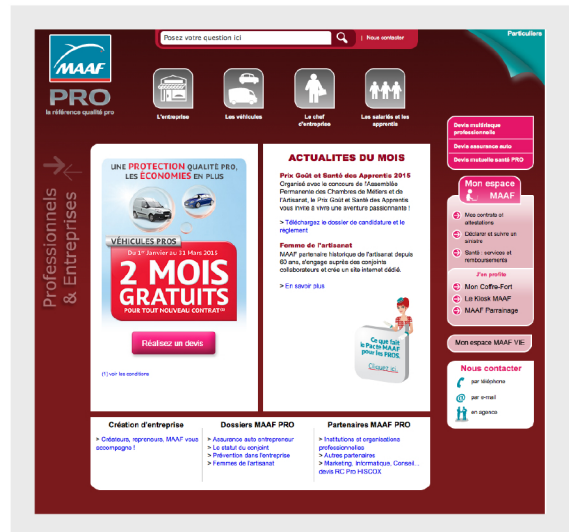 Posez votre question ici
Nous contacter
Particuliers
MAAF
PRO
la référence qualité pro
L'entreprise
Les véhicules
Le chef
d'entreprise
Les salariés et les
apprentis
Professionnels
& Entreprises
UNE PROTECTION QUALITÉ PRO,
LES ÉCONOMIES EN PLUS
VÉHICULES PROS
Du 1er Janvier au 31 Mars 2015
2 MOIS
GRATUITS
POUR TOUT NOUVEAU CONTRAT(1)
Réalisez un devis
(1) voir les conditions
ACTUALITES DU MOIS
Prix Goût et Santé des Apprentis 2015
Organisé avec le concours de l'Assemblée
Permanente des Chambres de Métiers et de
l'Artisanat, le Prix Goût et Santé des Apprentis
vous invite à vivre une aventure passionnante !
> Téléchargez le dossier de candidature et le
règlement
Femme de l'artisanat
MAAF partenaire historique de l'artisanat depuis
60 ans, s'engage auprès des conjoints
collaborateurs et crée un site internet dédié.
> En savoir plus
Ce que fait
le Pacte MAAF
pour les PROS.
Cliquez ici.
Devis multirisque
professionnelle
Devis assurance auto
Devis mutuelle santé PRO
Mon espace
MAAF
Mes contrats et
attestations
Déclarer et suivre un
sinistre
Santé : services et
remboursements
J'en profite
Mon Coffre-Fort
Le Kiosk MAAF
MAAF Parrainage
Mon espace MAAF VIE
Nous contacter
par téléphone
par e-mail
en agence
Création d'entreprise
> Créateurs, repreneurs, MAAF vous
accompagne !
Dossiers MAAF PRO
> Assurance auto entrepreneur
> Le statut du conjoint
> Prévention dans l'entreprise
> Femmes de l'artisanat
Partenaires MAAF PRO
> Institutions et organisations
professionnelles
> Autres partenaires
> Marketing, Informatique, Conseil...
devis RC Pro HISCOX